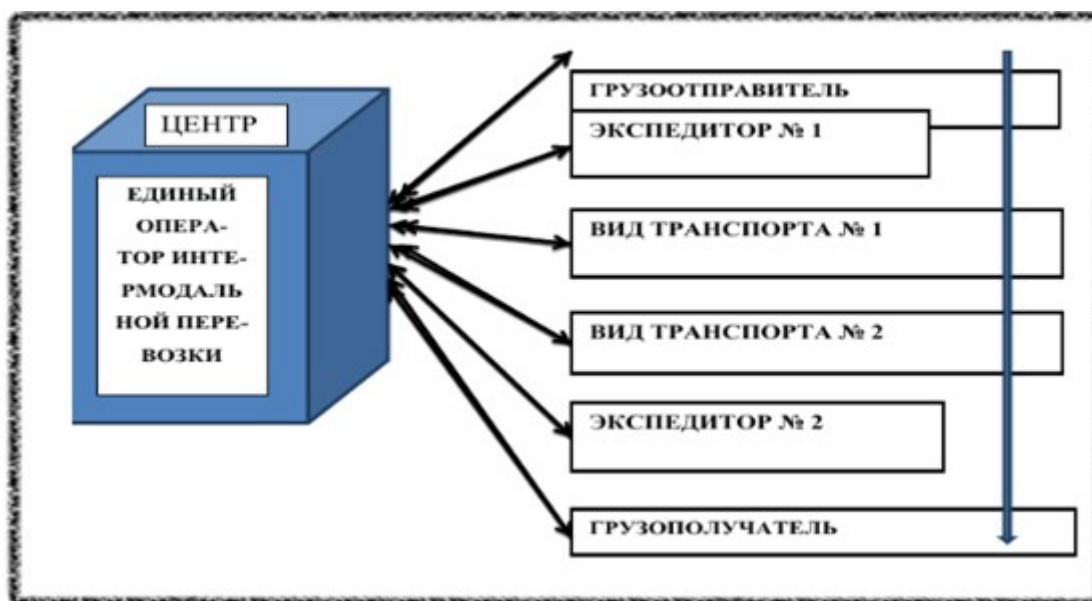 ЦЕНТР
ЕДИНЫЙ
ОПЕРА-
ТОР ИНТЕ-
РМОДАЛЬ
НОЙ ПЕРЕ-
ВОЗКИ
ГРУЗООТПРАВИТЕЛЬ
ЭКСПЕДИТОР № 1
ВИД ТРАНСПОРТА № 1
ВИД ТРАНСПОРТА № 2
ЭКСПЕДИТОР № 2
ГРУЗОПОЛУЧАТЕЛЬ